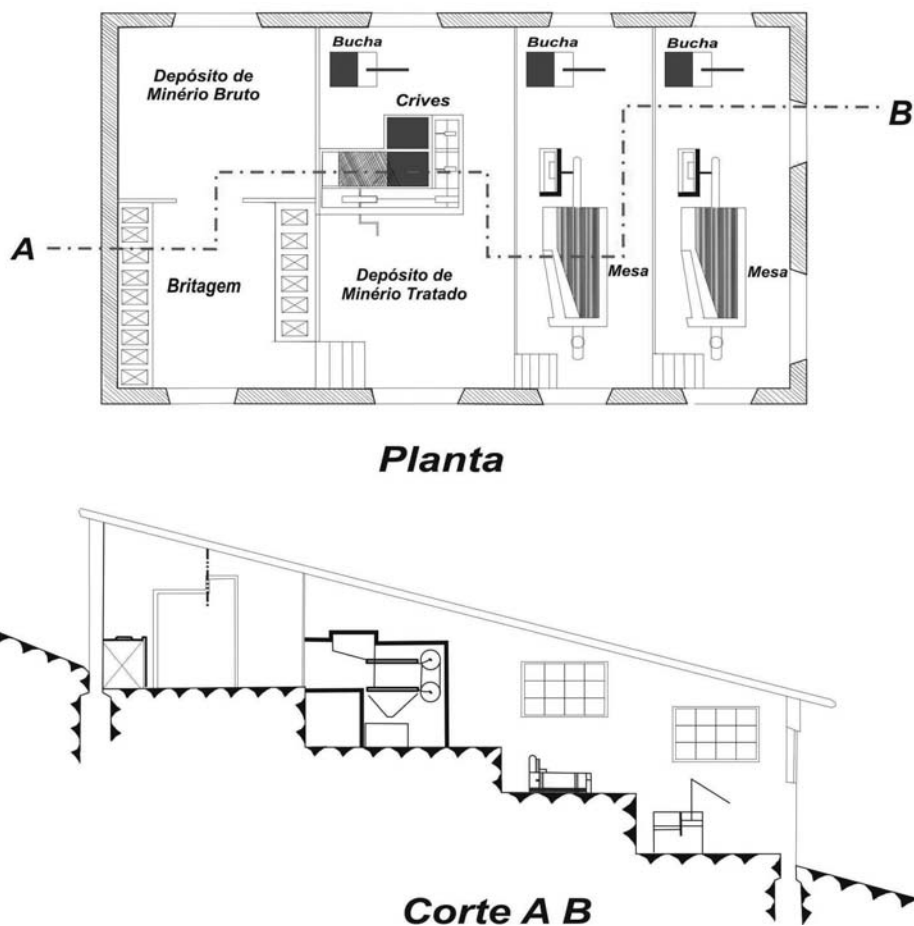 Bucha
Bucha
Bucha
Depósito de
Minério Bruto
Crives
B
A
Britagem
Depósito de
Minério Tratado
Mesa
Mesa
Planta
Corte A B